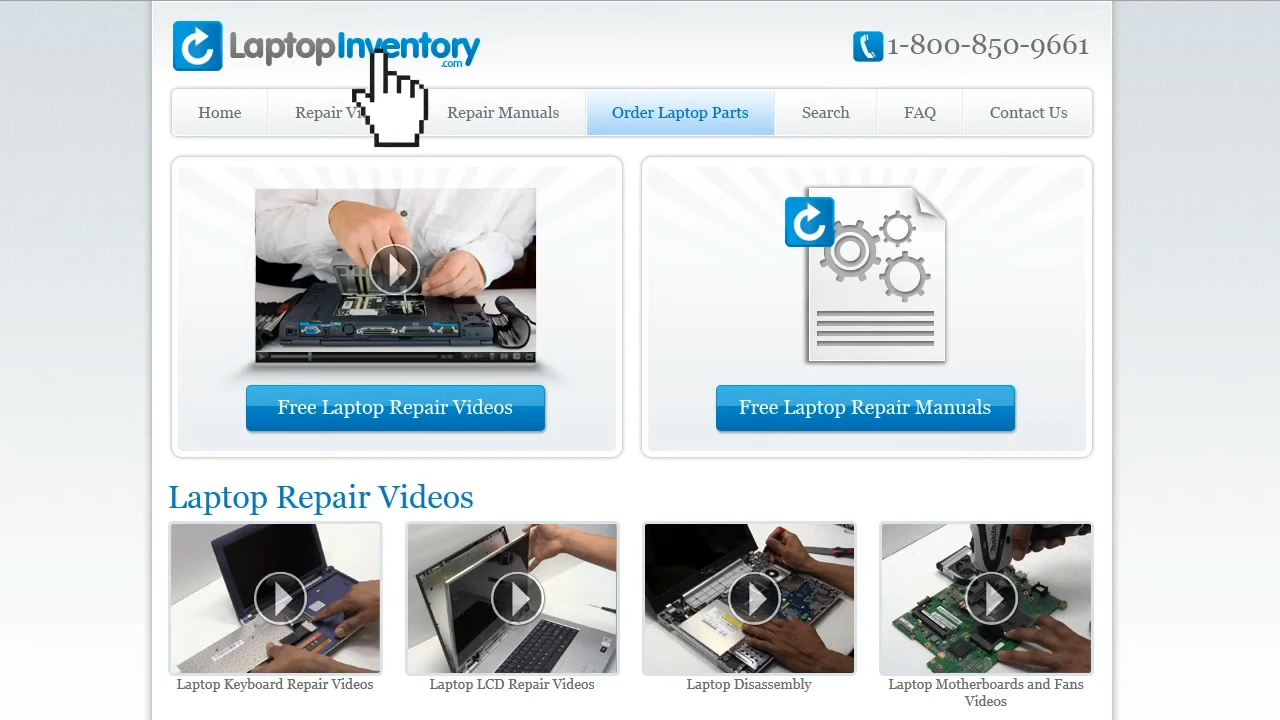 LaptopInventory
.com
1-800-850-9661
Home Repair Vi Repair Manuals Order Laptop Parts Search FAQ Contact Us
Free Laptop Repair Videos
Free Laptop Repair Manuals
Laptop Repair Videos
Laptop Keyboard Repair Videos
Laptop LCD Repair Videos
Laptop Disassembly
Laptop Motherboards and Fans
Videos